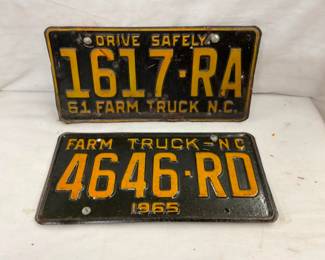 DRIVE SAFELY
1617-RA
61 FARM TRUCK N.C.
FARM TRUCK-NC
4646-RD
1965